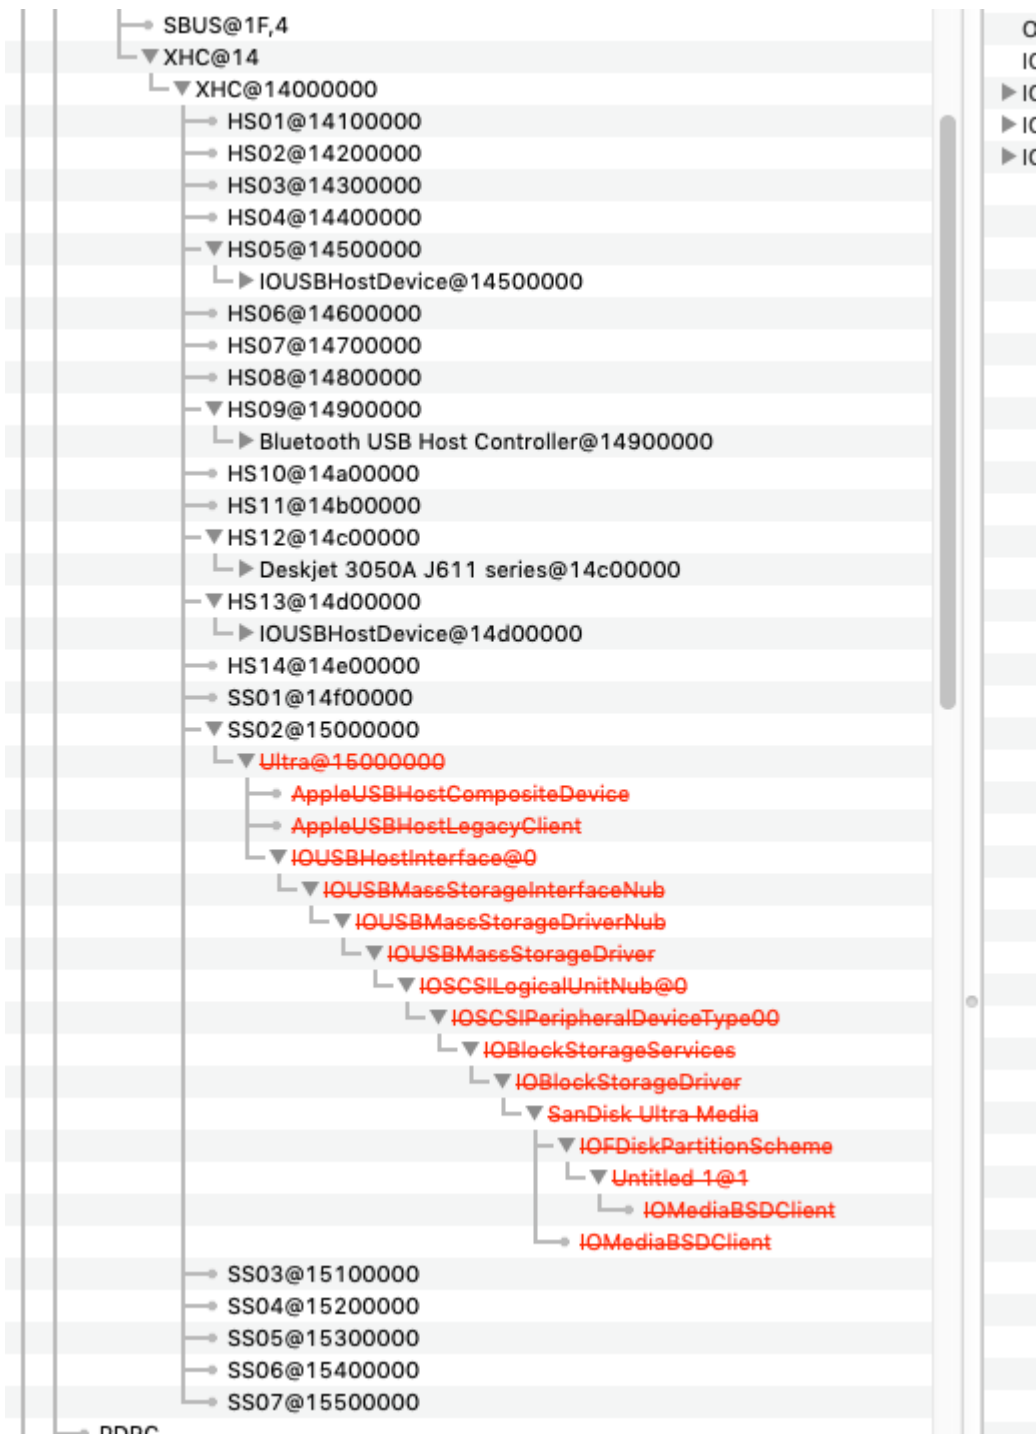 SBUS@1F,4
XHC@14
XHC@14000000
HS01@14100000
HS02@14200000
HS03@14300000
HS04@14400000
HS05@14500000
IOUSBHostDevice@14500000
HS06@14600000
HS07@14700000
HS08@14800000
HS09@14900000
Bluetooth USB Host Controller@14900000
HS10@14a00000
HS11@14b00000
HS12@14c00000
Deskjet 3050A J611 series@14c00000
HS13@14d00000
IOUSBHostDevice@14d00000
HS14@14e00000
SS01@14f00000
SS02@15000000
Ultra@15000000
AppleUSBHostCompositeDevice
AppleUSBHostLegacyClient
IOUSBHostInterface@0
IOUSBMassStorageInterfaceNub
IOUSBMassStorageDriverNub
IOUSBMassStorageDriver
IOSCSILogicalUnitNub@0
IOSCSIPeripheralDeviceType00
IOBlockStorageServices
IOBlockStorageDriver
SanDisk Ultra Media
IOFDiskPartitionScheme
Untitled 1@1
IOMediaBSDClient
IOMediaBSDClient
SS03@15100000
SS04@15200000
SS05@15300000
SS06@15400000
SS07@15500000